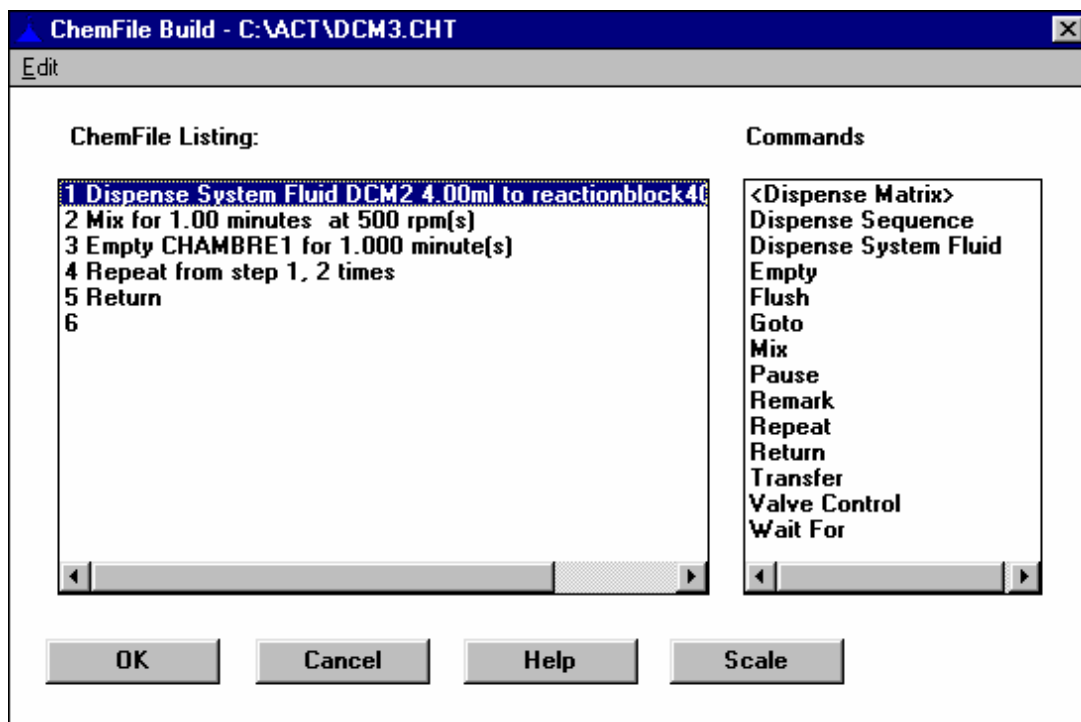 ChemFile Build - C:\ACT\DCM3.CHT
Edit
ChemFile Listing:
1 Dispense System Fluid DCM2 4.00ml to reactionblock40
2 Mix for 1.00 minutes  at 500 rpm(s)
3 Empty CHAMBRE1 for 1.000 minute(s)
4 Repeat from step 1, 2 times
5 Return
6
Commands
<Dispense Matrix>
Dispense Sequence
Dispense System Fluid
Empty
Flush
Goto
Mix
Pause
Remark
Repeat
Return
Transfer
Valve Control
Wait For
OK Cancel Help Scale